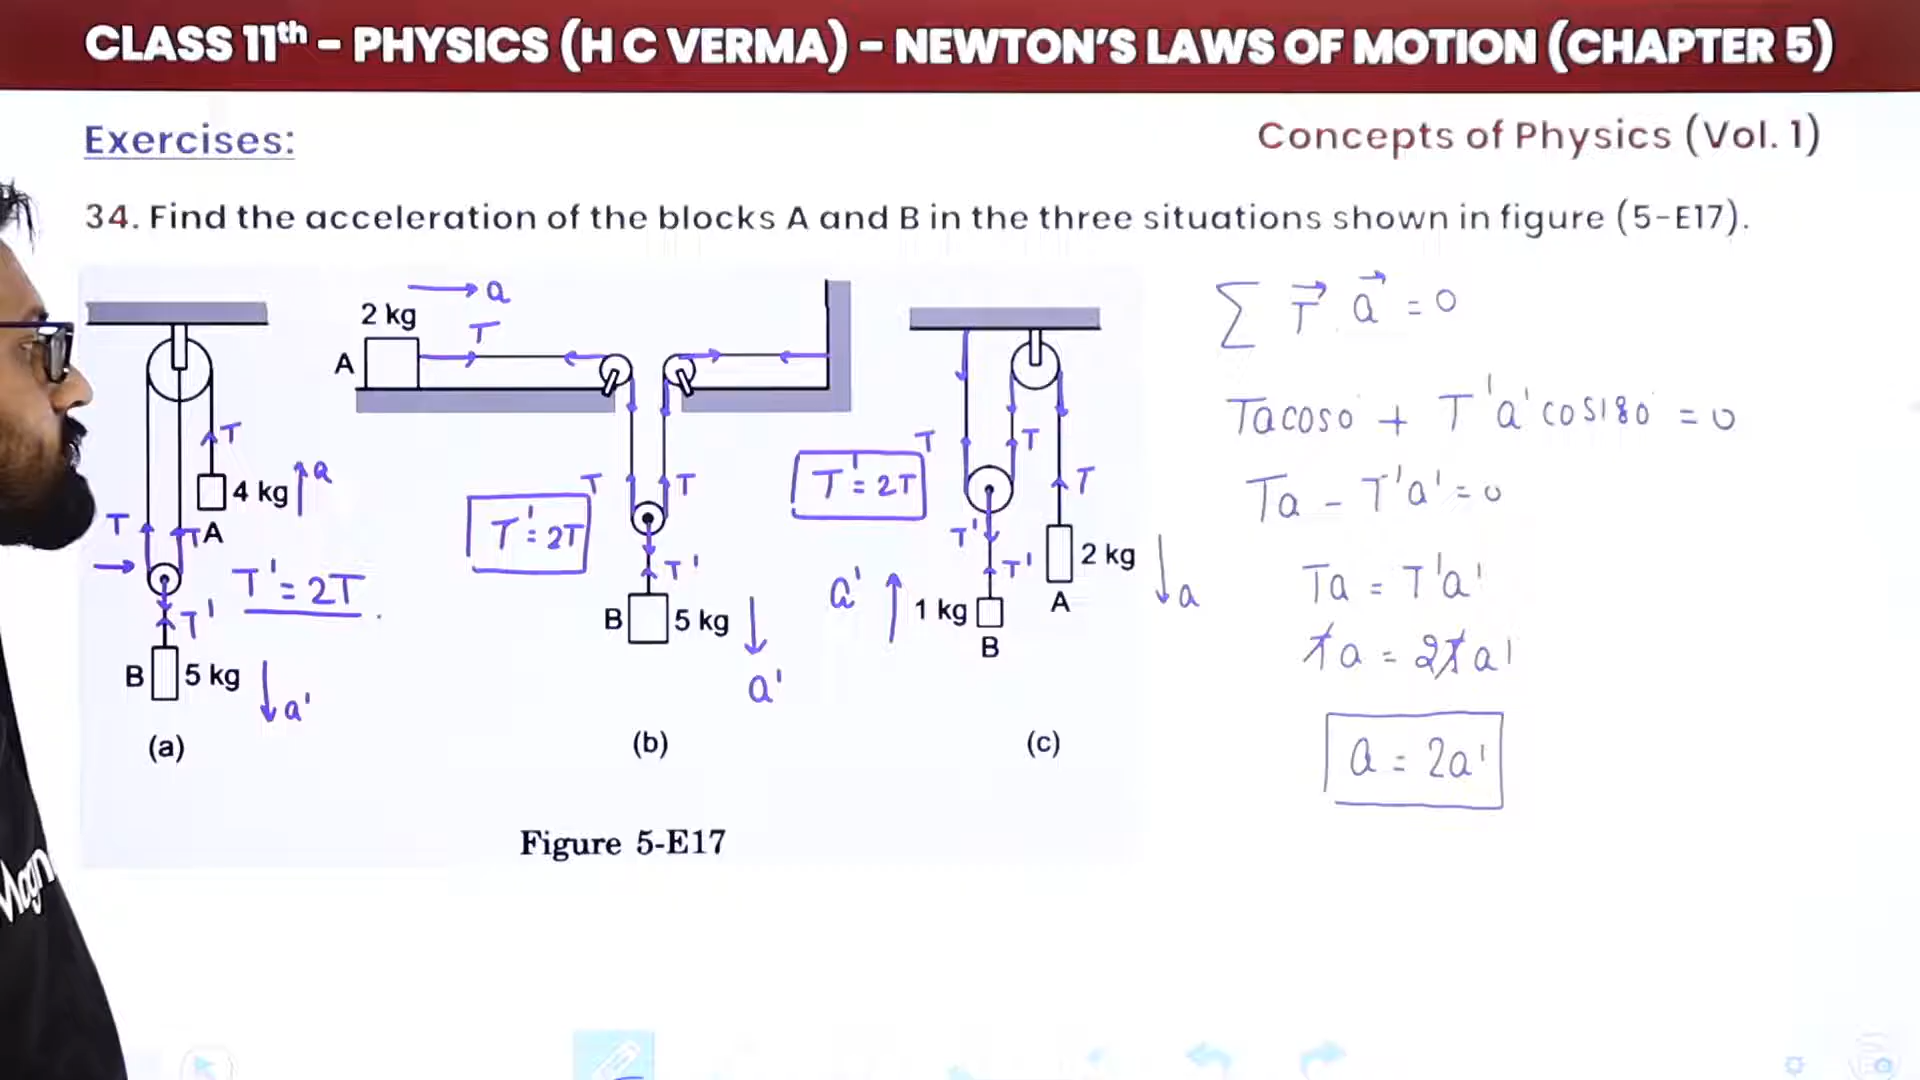 CLASS 11th – PHYSICS (H C VERMA) – NEWTON'S LAWS OF MOTION (CHAPTER 5)
Exercises:
Concepts of Physics (Vol. 1)
34. Find the acceleration of the blocks A and B in the three situations shown in figure (5-E17).
T
4 kg
a
A
T
T
T' = 2T
T'
B
5 kg
a'
(a)
2 kg
a
A
T
T
T
T' = 2T
T'
B
5 kg
a'
(b)
T
T
T' = 2T
T
T'
T'
2 kg
A
a
a'
1 kg
B
(c)
Figure 5-E17
∑ T⃗ a⃗ = 0
Tacos0 + T'a'cos180 = 0
Ta - T'a' = 0
Ta = T'a'
Ta = 2Ta'
a = 2a'
Magn